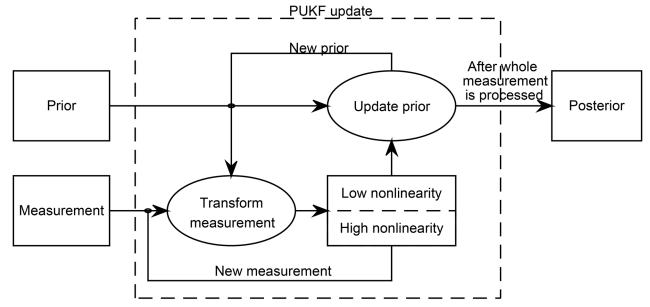 PUKF update
New prior
After whole
measurement
is processed
Prior
Update prior
Posterior
Measurement
Transform
measurement
Low nonlinearity
High nonlinearity
New measurement